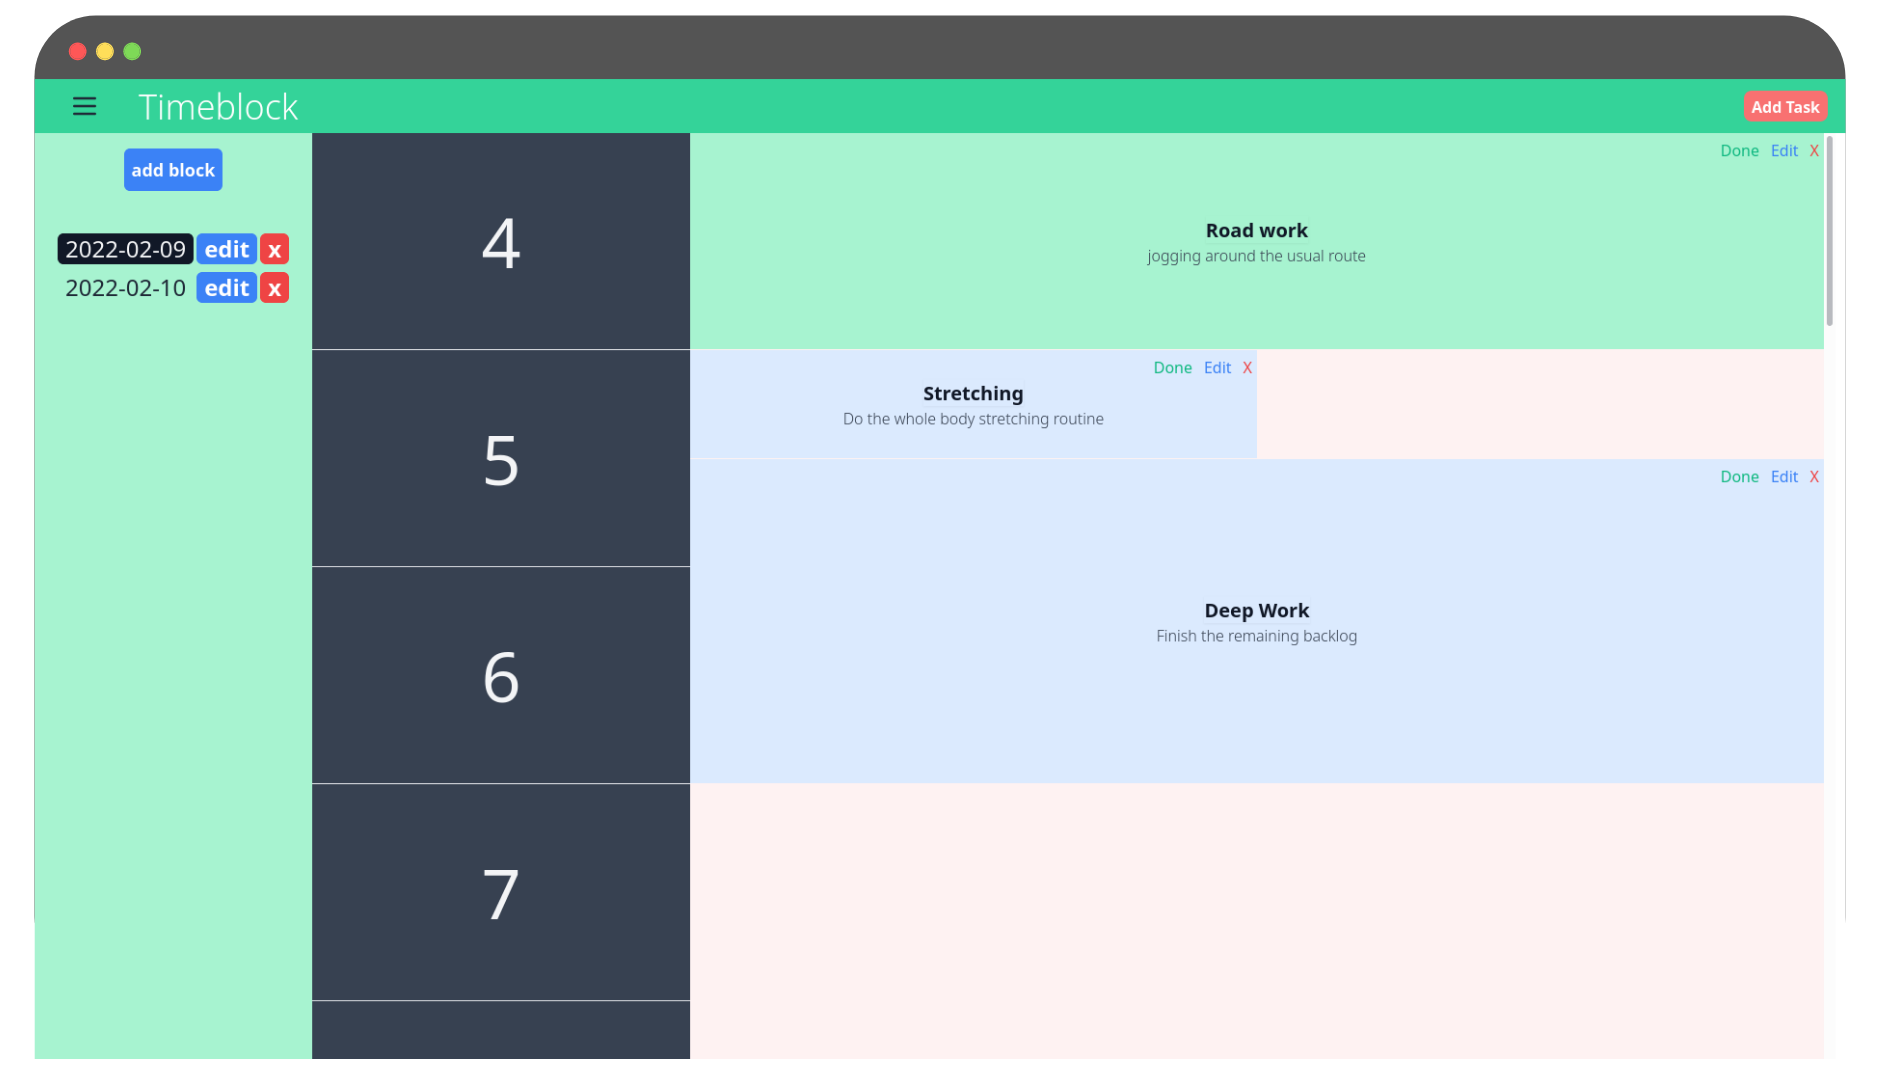 Timeblock
Add Task
add block
2022-02-09 edit x
2022-02-10 edit x
4
Done Edit X
Road work
jogging around the usual route
5
Done Edit X
Stretching
Do the whole body stretching routine
Done Edit X
6
Deep Work
Finish the remaining backlog
7